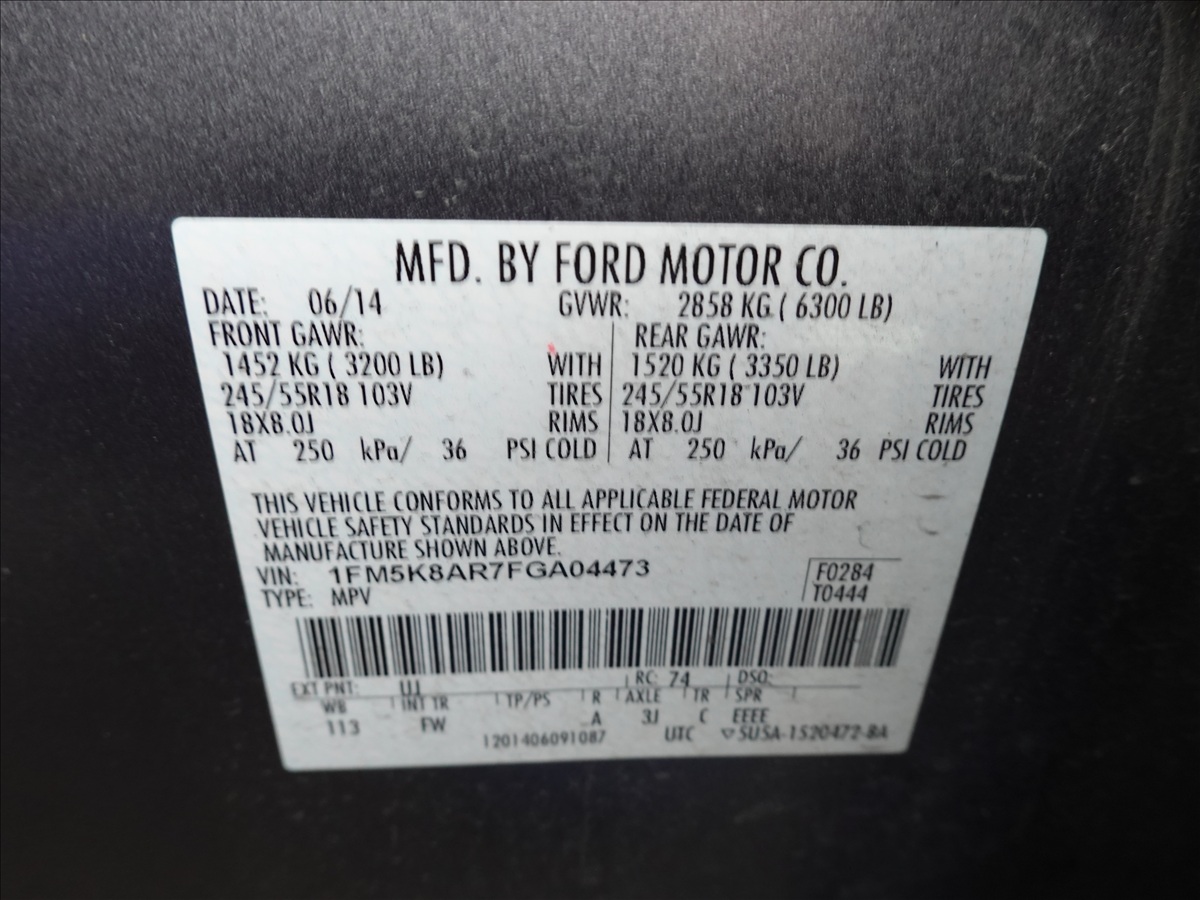 MFD. BY FORD MOTOR CO.
DATE: 06/14 GVWR: 2858 KG ( 6300 LB)
FRONT GAWR: REAR GAWR:
1452 KG ( 3200 LB) WITH 1520 KG ( 3350 LB) WITH
245/55R18 103V TIRES 245/55R18 103V TIRES
18X8.0J RIMS 18X8.0J RIMS
AT 250 kPa/ 36 PSI COLD AT 250 kPa/ 36 PSI COLD
THIS VEHICLE CONFORMS TO ALL APPLICABLE FEDERAL MOTOR
VEHICLE SAFETY STANDARDS IN EFFECT ON THE DATE OF
MANUFACTURE SHOWN ABOVE.
VIN: 1FM5K8AR7FGA04473 F0284
TYPE: MPV T0444
EXT PNT: UJ RC: 74 DSO:
WB INT TR TP/PS R AXLE TR SPR
113 FW A 3J C EEEE
1201406091087 UTC ▽SUSA-1520472-BA